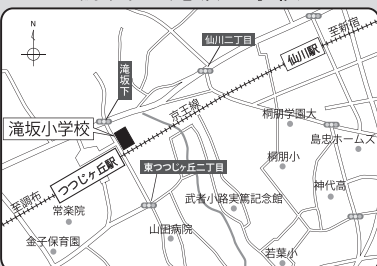 N
至新宿
仙川二丁目
仙川駅
滝坂下
京王線
桐朋学園大
滝坂小学校
島忠ホームズ
桐朋小
東つつじヶ丘二丁目
つつじヶ丘駅
神代高
至調布
武者小路実篤記念館
常楽院
山田病院
金子保育園
若葉小